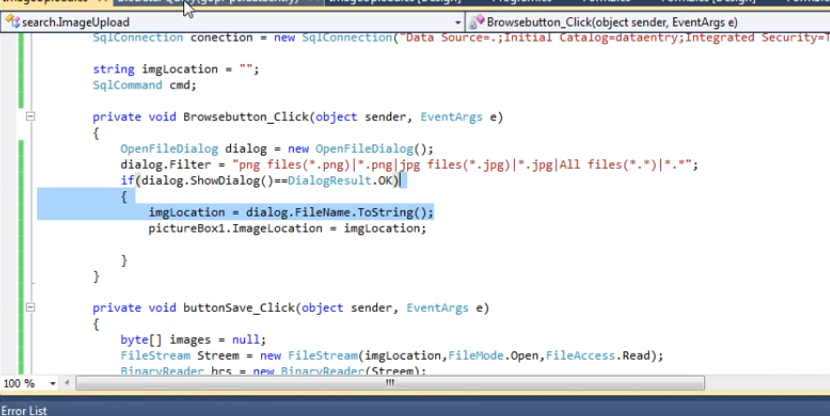 search.ImageUpload
Browsebutton_Click(object sender, EventArgs e)
SqlConnection conection = new SqlConnection("Data Source=.;Initial Catalog=dataentry;Integrated Security=T
string imgLocation = "";
SqlCommand cmd;
private void Browsebutton_Click(object sender, EventArgs e)
{
OpenFileDialog dialog = new OpenFileDialog();
dialog.Filter = "png files(*.png)|*.png|jpg files(*.jpg)|*.jpg|All files(*.*)|*.*";
if(dialog.ShowDialog()==DialogResult.OK)
{
imgLocation = dialog.FileName.ToString();
pictureBox1.ImageLocation = imgLocation;
}
}
private void buttonSave_Click(object sender, EventArgs e)
{
byte[] images = null;
FileStream Streem = new FileStream(imgLocation,FileMode.Open,FileAccess.Read);
BinaryReader brs = new BinaryReader(Streem);
100 %
Error List